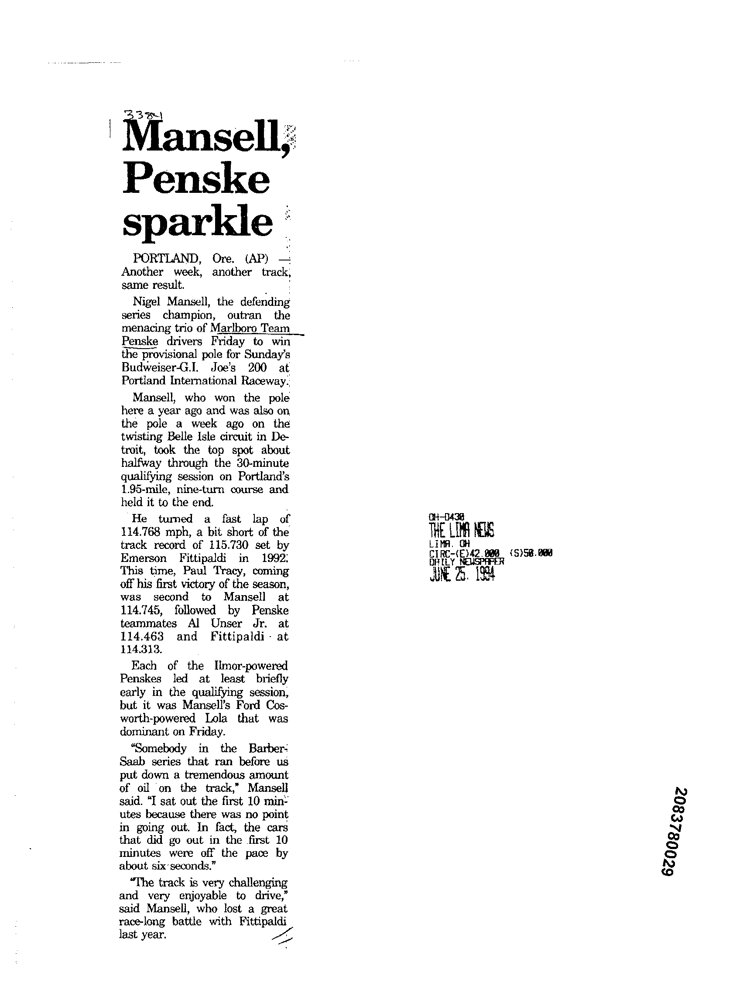 3384
Mansell,
Penske
sparkle
PORTLAND, Ore. (AP) —
Another week, another track,
same result.
Nigel Mansell, the defending
series champion, outran the
menacing trio of Marlboro Team
Penske drivers Friday to win
the provisional pole for Sunday's
Budweiser-G.I. Joe's 200 at
Portland International Raceway.
Mansell, who won the pole
here a year ago and was also on
the pole a week ago on the
twisting Belle Isle circuit in De-
troit, took the top spot about
halfway through the 30-minute
qualifying session on Portland's
1.95-mile, nine-turn course and
held it to the end.
He turned a fast lap of
114.768 mph, a bit short of the
track record of 115.730 set by
Emerson Fittipaldi in 1992.
This time, Paul Tracy, coming
off his first victory of the season,
was second to Mansell at
114.745, followed by Penske
teammates Al Unser Jr. at
114.463 and Fittipaldi at
114.313.
Each of the Ilmor-powered
Penskes led at least briefly
early in the qualifying session,
but it was Mansell's Ford Cos-
worth-powered Lola that was
dominant on Friday.
"Somebody in the Barber-
Saab series that ran before us
put down a tremendous amount
of oil on the track," Mansell
said. "I sat out the first 10 min-
utes because there was no point
in going out. In fact, the cars
that did go out in the first 10
minutes were off the pace by
about six seconds."
"The track is very challenging
and very enjoyable to drive,"
said Mansell, who lost a great
race-long battle with Fittipaldi
last year.
OH-0430
THE LIMA NEWS
LIMA. OH
CIRC-(E)42.000 (S)50.000
DAILY NEWSPAPER
JUNE 25. 1994
2083780029